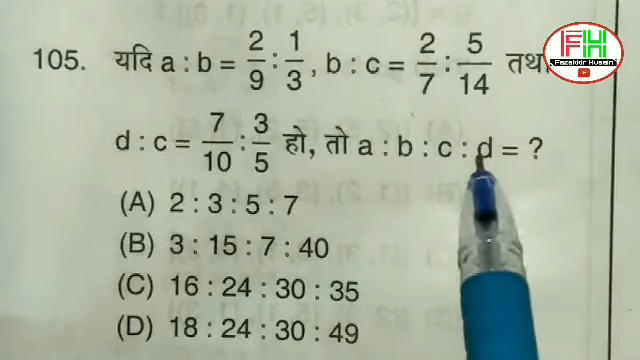 105. यदि a : b = 2/9 : 1/3, b : c = 2/7 : 5/14 तथा
d : c = 7/10 : 3/5 हो, तो a : b : c : d = ?
(A) 2 : 3 : 5 : 7
(B) 3 : 15 : 7 : 40
(C) 16 : 24 : 30 : 35
(D) 18 : 24 : 30 : 49
FH
Fazakkir Husain